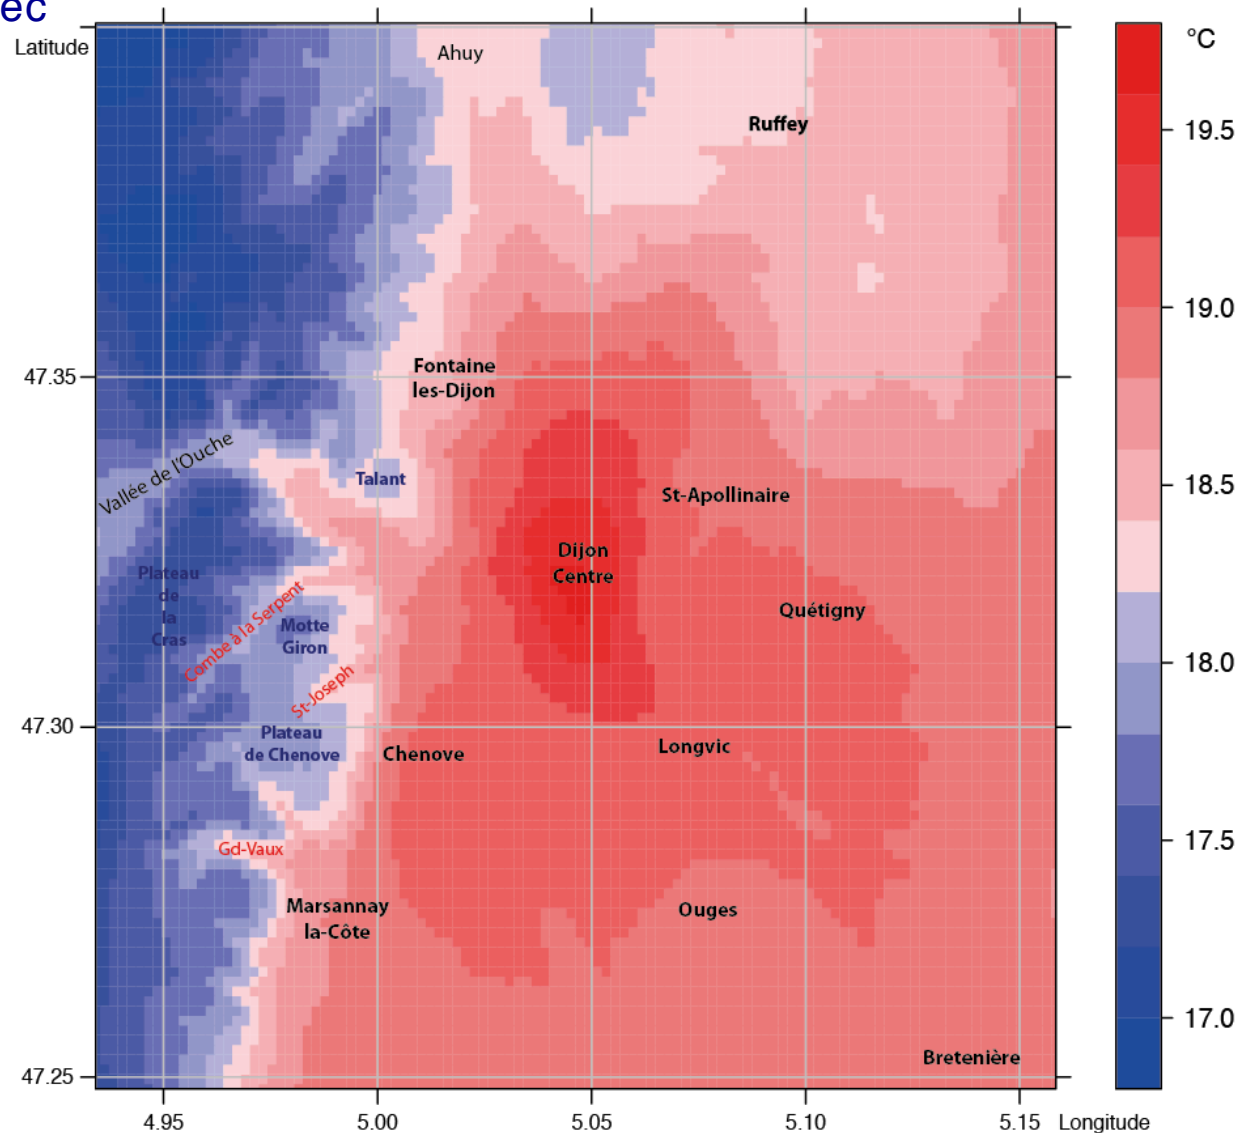 ec
Latitude
°C
Ahuy
Ruffey
19.5
19.0
Fontaine
les-Dijon
47.35
Vallée de l'Ouche
Talant
St-Apollinaire
18.5
Dijon
Centre
Plateau
de
la
Cras
Combe à la Serpent
Motte
Giron
Quétigny
St-Joseph
18.0
47.30
Plateau
de Chenove
Chenove
Longvic
Gd-Vaux
17.5
Marsannay
la-Côte
Ouges
17.0
Bretenière
47.25
4.95
5.00
5.05
5.10
5.15
Longitude